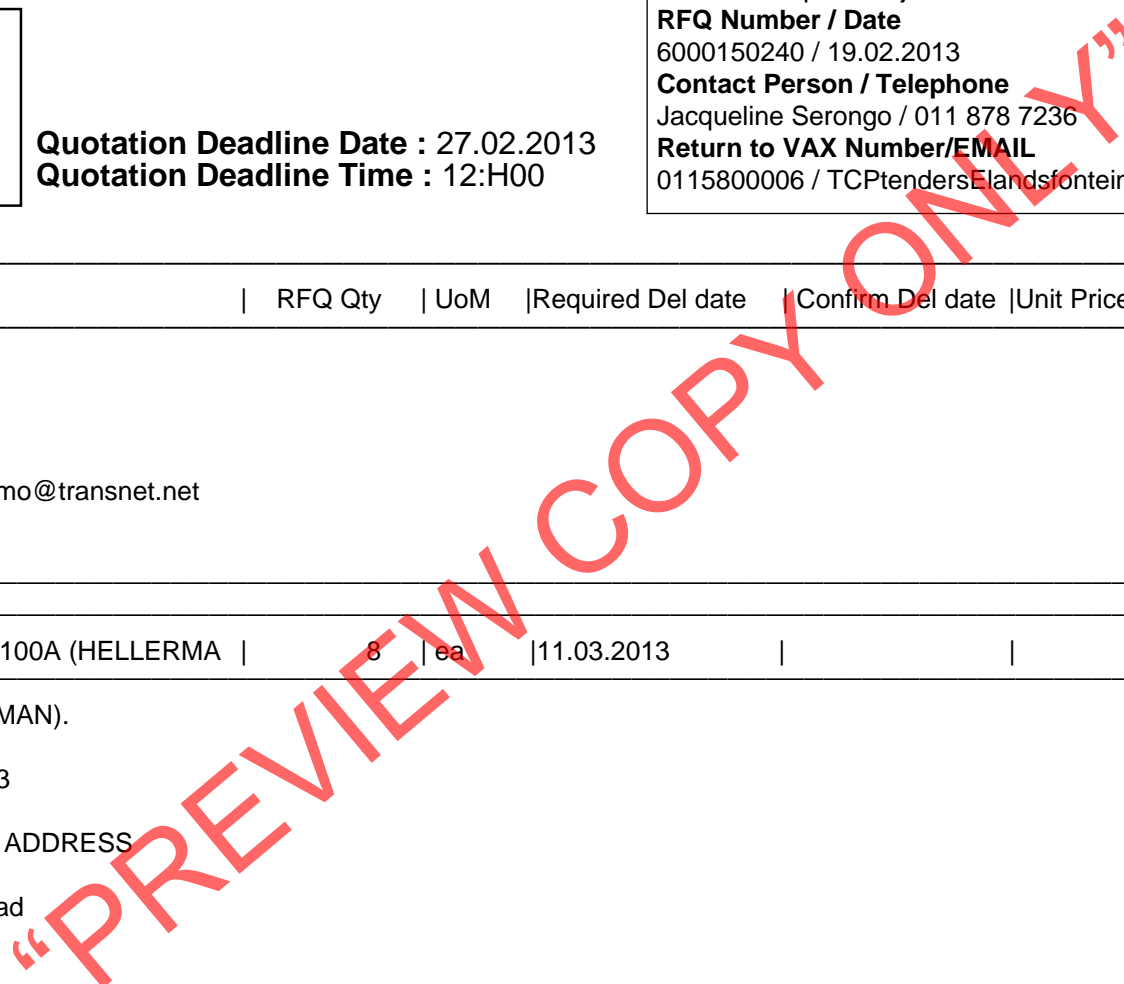 RFQ Number / Date
6000150240 / 19.02.2013
Contact Person / Telephone
Jacqueline Serongo / 011 878 7236
Return to VAX Number/EMAIL
0115800006 / TCPtendersElandsfontein
Quotation Deadline Date : 27.02.2013
Quotation Deadline Time : 12:H00
| RFQ Qty | UoM |Required Del date | Confirm Del date |Unit Price
mo@transnet.net
100A (HELLERMA | 8 | ea |11.03.2013 | |
MAN).
3
ADDRESS
ad
“PREVIEW COPY ONLY”